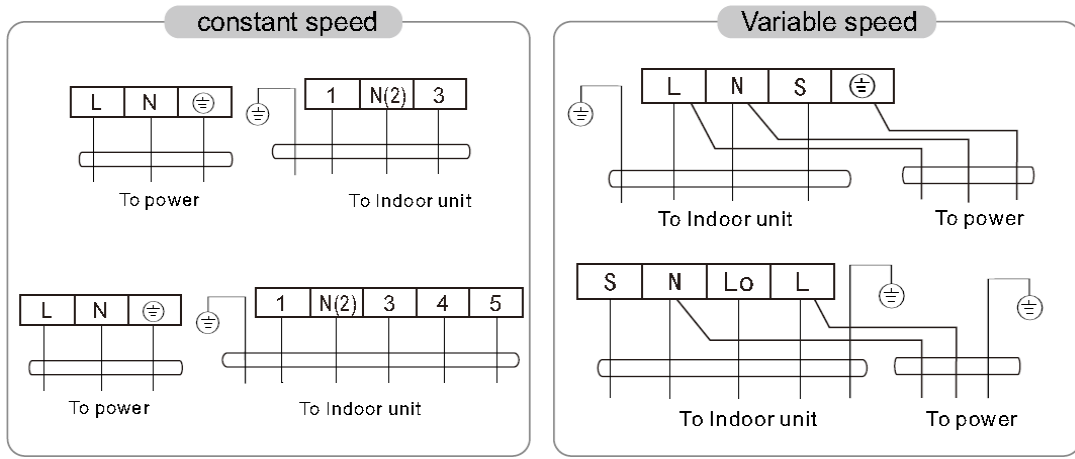 constant speed
L N 1 N(2) 3
To power To Indoor unit
L N 1 N(2) 3 4 5
To power To Indoor unit
Variable speed
L N S
To Indoor unit To power
S N Lo L
To Indoor unit To power